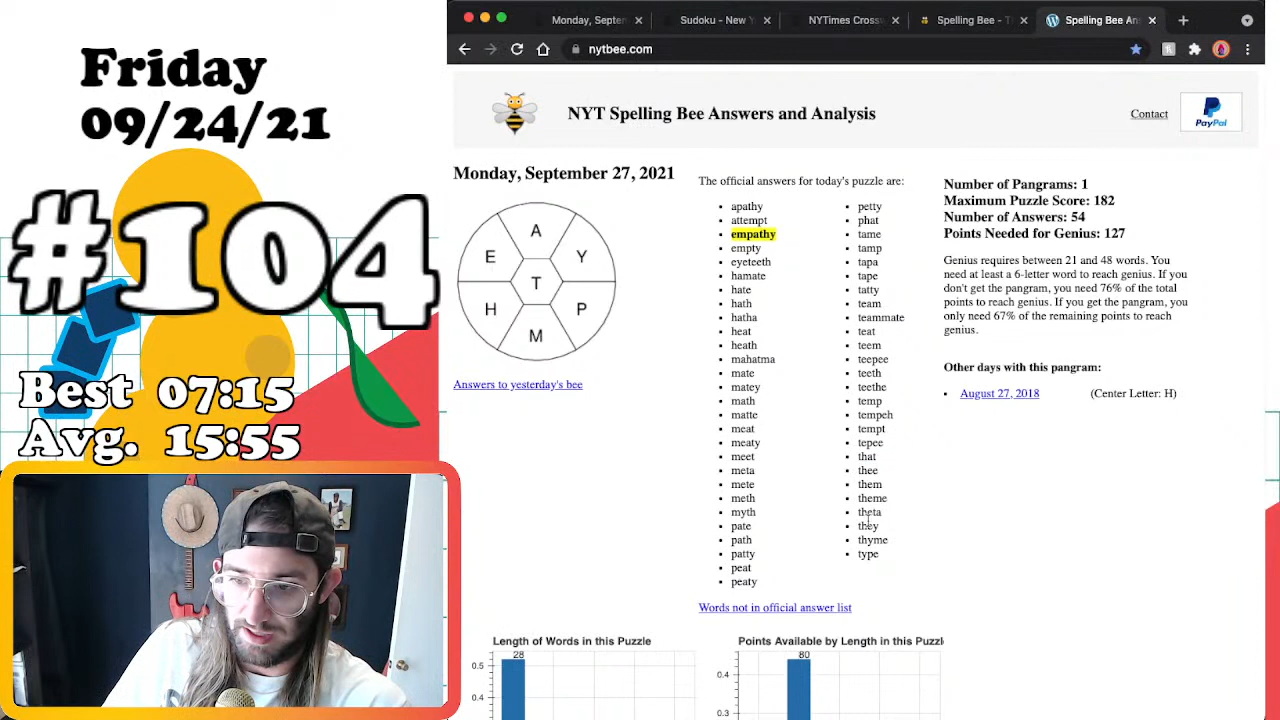 Friday
09/24/21
#104
Best 07:15
Avg. 15:55
Monday, Septen
Sudoku - New Y
NYTimes Crossw
Spelling Bee - T
Spelling Bee Ans
nytbee.com
NYT Spelling Bee Answers and Analysis
Contact
PayPal
Monday, September 27, 2021
A
E
Y
T
H
P
M
Answers to yesterday's bee
The official answers for today's puzzle are:
apathy
attempt
empathy
empty
eyeteeth
hamate
hate
hath
hatha
heat
heath
mahatma
mate
matey
math
matte
meat
meaty
meet
meta
mete
meth
myth
pate
path
patty
peat
peaty
petty
phat
tame
tamp
tapa
tape
tatty
team
teammate
teat
teem
teepee
teeth
teethe
temp
tempeh
tempt
tepee
that
thee
them
theme
theta
they
thyme
type
Words not in official answer list
Number of Pangrams: 1
Maximum Puzzle Score: 182
Number of Answers: 54
Points Needed for Genius: 127
Genius requires between 21 and 48 words. You
need at least a 6-letter word to reach genius. If you
don't get the pangram, you need 76% of the total
points to reach genius. If you get the pangram, you
only need 67% of the remaining points to reach
genius.
Other days with this pangram:
August 27, 2018 (Center Letter: H)
Length of Words in this Puzzle
28
0.5
0.4
Points Available by Length in this Puzzl
80
0.4
0.3